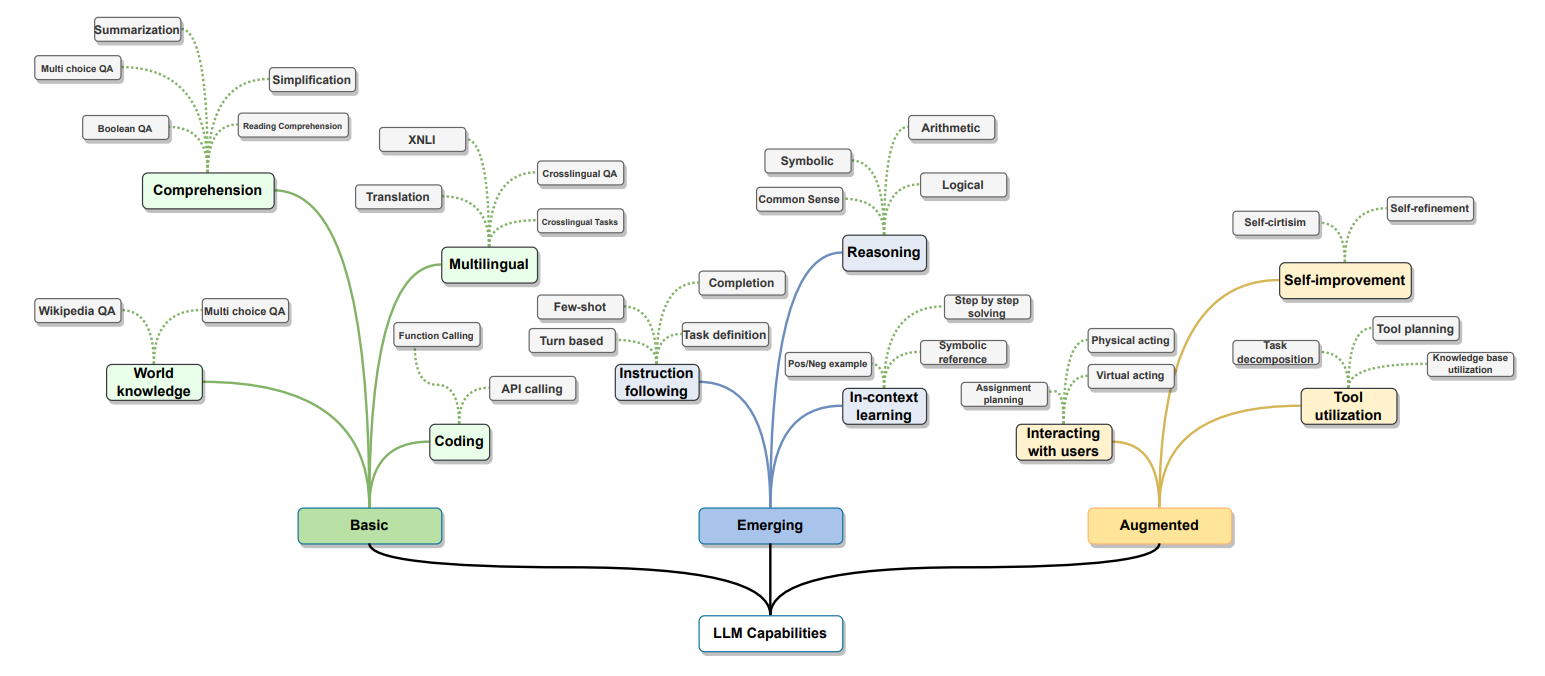 Summarization
Multi choice QA
Simplification
Boolean QA
Reading Comprehension
Comprehension
XNLI
Crosslingual QA
Translation
Crosslingual Tasks
Multilingual
Wikipedia QA
Multi choice QA
World
knowledge
Function Calling
API calling
Coding
Basic
Arithmetic
Symbolic
Logical
Common Sense
Reasoning
Completion
Few-shot
Turn based
Task definition
Instruction
following
Step by step
solving
Symbolic
reference
Pos/Neg example
In-context
learning
Emerging
Self-refinement
Self-cirtisim
Self-improvement
Physical acting
Virtual acting
Assignment
planning
Interacting
with users
Tool planning
Task
decomposition
Knowledge base
utilization
Tool
utilization
Augmented
LLM Capabilities